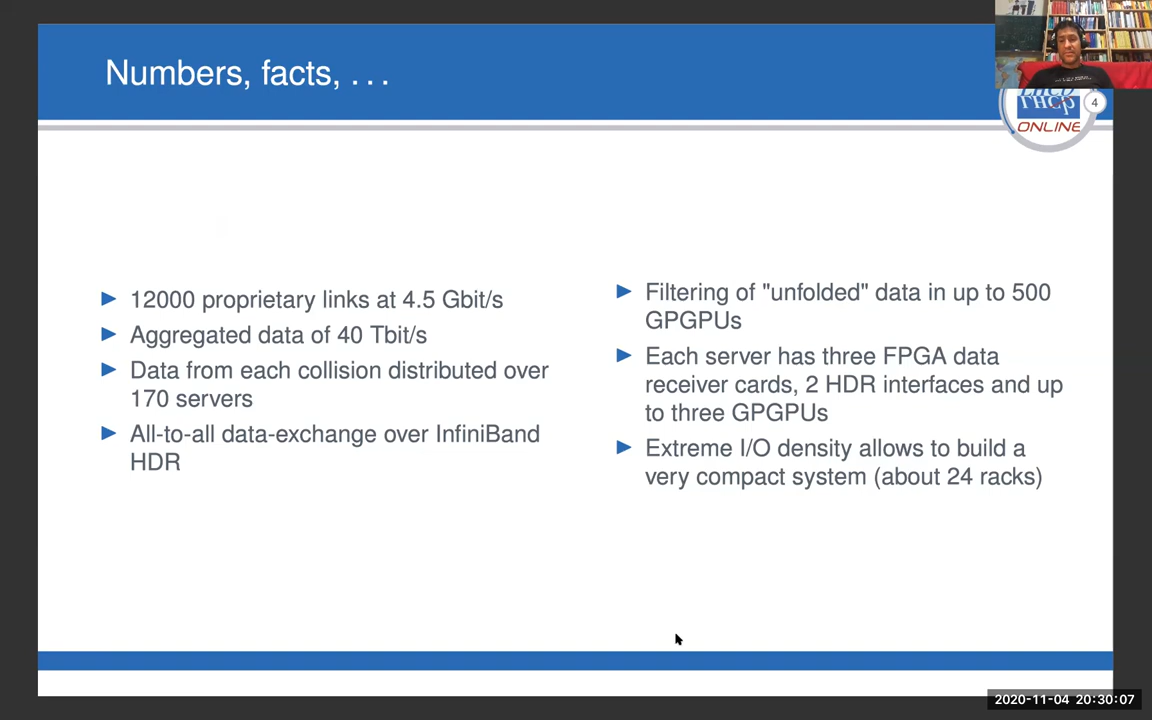 Numbers, facts, . . .
4
LHCb
ONLINE
12000 proprietary links at 4.5 Gbit/s
Aggregated data of 40 Tbit/s
Data from each collision distributed over
170 servers
All-to-all data-exchange over InfiniBand
HDR
Filtering of "unfolded" data in up to 500
GPGPUs
Each server has three FPGA data
receiver cards, 2 HDR interfaces and up
to three GPGPUs
Extreme I/O density allows to build a
very compact system (about 24 racks)
2020-11-04 20:30:07